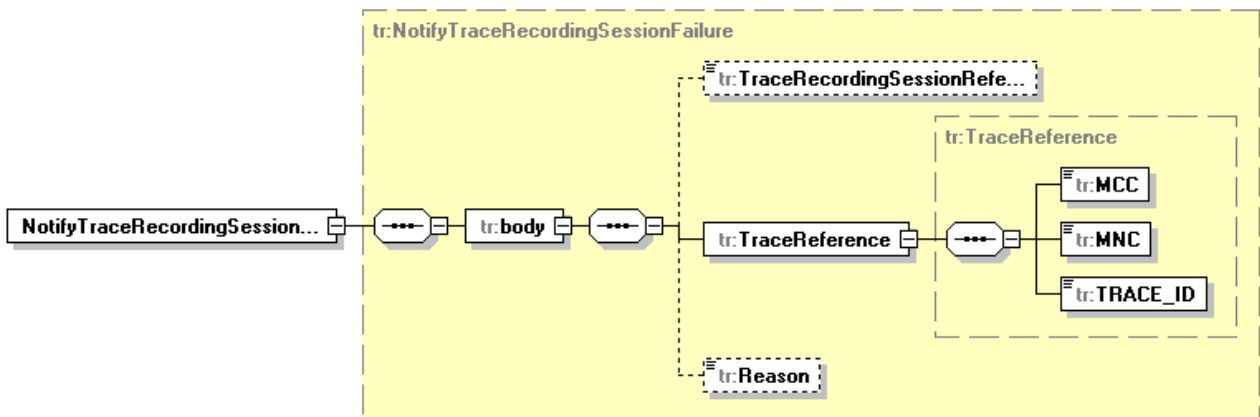 tr:NotifyTraceRecordingSessionFailure
tr:TraceRecordingSessionRefe...
tr:TraceReference
tr:MCC
NotifyTraceRecordingSession...
tr:body
tr:TraceReference
tr:MNC
tr:TRACE_ID
tr:Reason